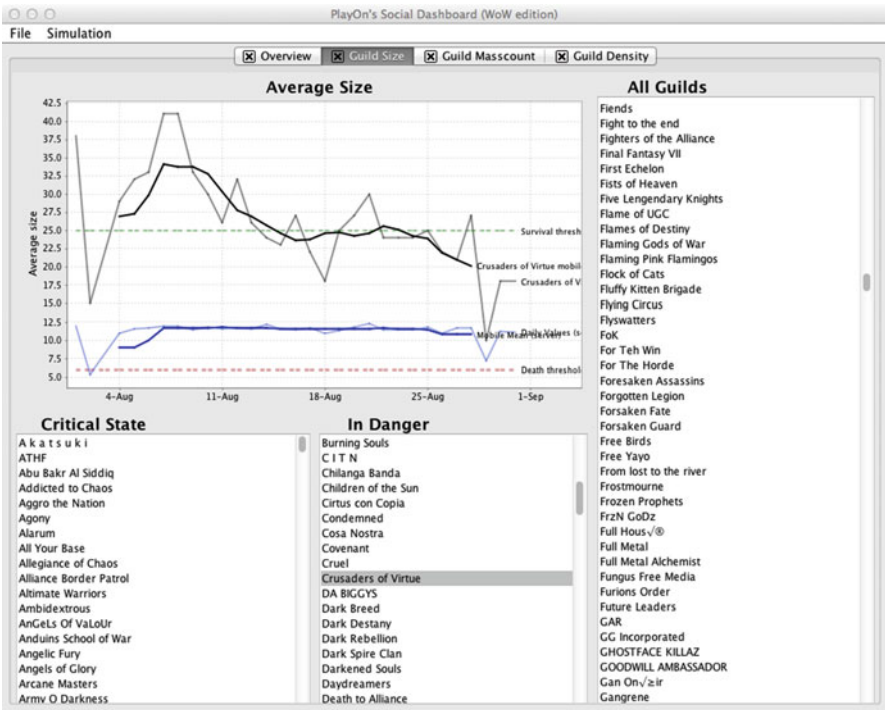 PlayOn's Social Dashboard (WoW edition)
File Simulation
Overview Guild Size Guild Masscount Guild Density
Average Size
42.5
40.0
37.5
35.0
32.5
30.0
27.5
25.0
22.5
20.0
17.5
15.0
12.5
10.0
7.5
5.0
Average size
Survival thresh
Crusaders of Virtue mobil
Crusaders of V
Daily Values (s
Mobile Mean (server)
Death threshol
4-Aug 11-Aug 18-Aug 25-Aug 1-Sep
Critical State
A k a t s u k i
ATHF
Abu Bakr Al Siddiq
Addicted to Chaos
Aggro the Nation
Agony
Alarum
All Your Base
Allegiance of Chaos
Alliance Border Patrol
Altimate Warriors
Ambidextrous
AnGeLs Of VaLoUr
Anduins School of War
Angelic Fury
Angels of Glory
Arcane Masters
Army O Darkness
In Danger
Burning Souls
C I T N
Chilanga Banda
Children of the Sun
Cirtus con Copia
Condemned
Cosa Nostra
Covenant
Cruel
Crusaders of Virtue
DA BIGGYS
Dark Breed
Dark Destany
Dark Rebellion
Dark Spire Clan
Darkened Souls
Daydreamers
Death to Alliance
All Guilds
Fiends
Fight to the end
Fighters of the Alliance
Final Fantasy VII
First Echelon
Fists of Heaven
Five Lengendary Knights
Flame of UGC
Flames of Destiny
Flaming Gods of War
Flaming Pink Flamingos
Flock of Cats
Fluffy Kitten Brigade
Flying Circus
Flyswatters
FoK
For Teh Win
For The Horde
Foresaken Assassins
Forgotten Legion
Forsaken Fate
Forsaken Guard
Free Birds
Free Yayo
From lost to the river
Frostmourne
Frozen Prophets
FrzN GoDz
Full Hous√®
Full Metal
Full Metal Alchemist
Fungus Free Media
Furions Order
Future Leaders
GAR
GG Incorporated
GHOSTFACE KILLAZ
GOODWILL AMBASSADOR
Gan On√≥ir
Gangrene